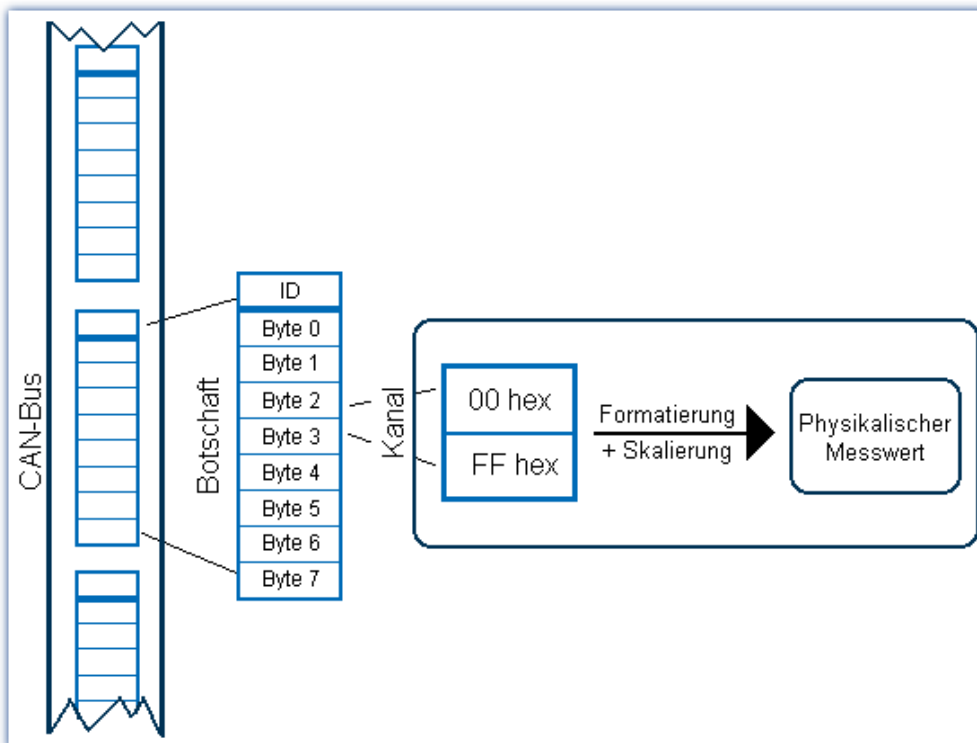 CAN-Bus
Botschaft
ID
Byte 0
Byte 1
Byte 2
Byte 3
Byte 4
Byte 5
Byte 6
Byte 7
Kanal
00 hex
FF hex
Formatierung
+ Skalierung
Physikalischer
Messwert